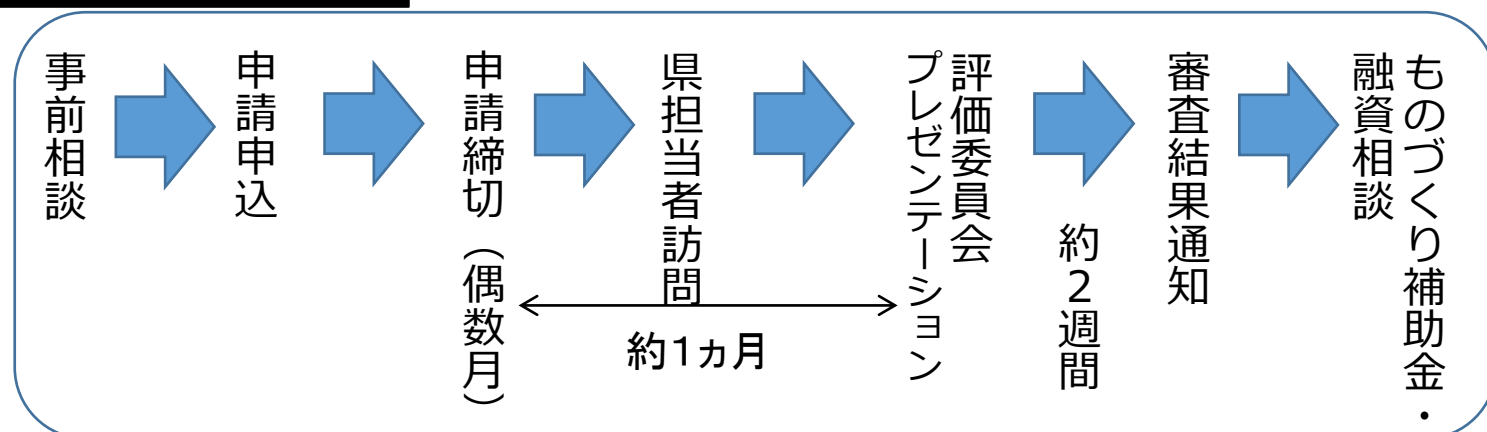 事前相談
申請申込
申請締切（偶数月）
県担当者訪問
約1ヵ月
評価委員会
プレゼンテーション
約２週間
審査結果通知
ものづくり補助金・
融資相談